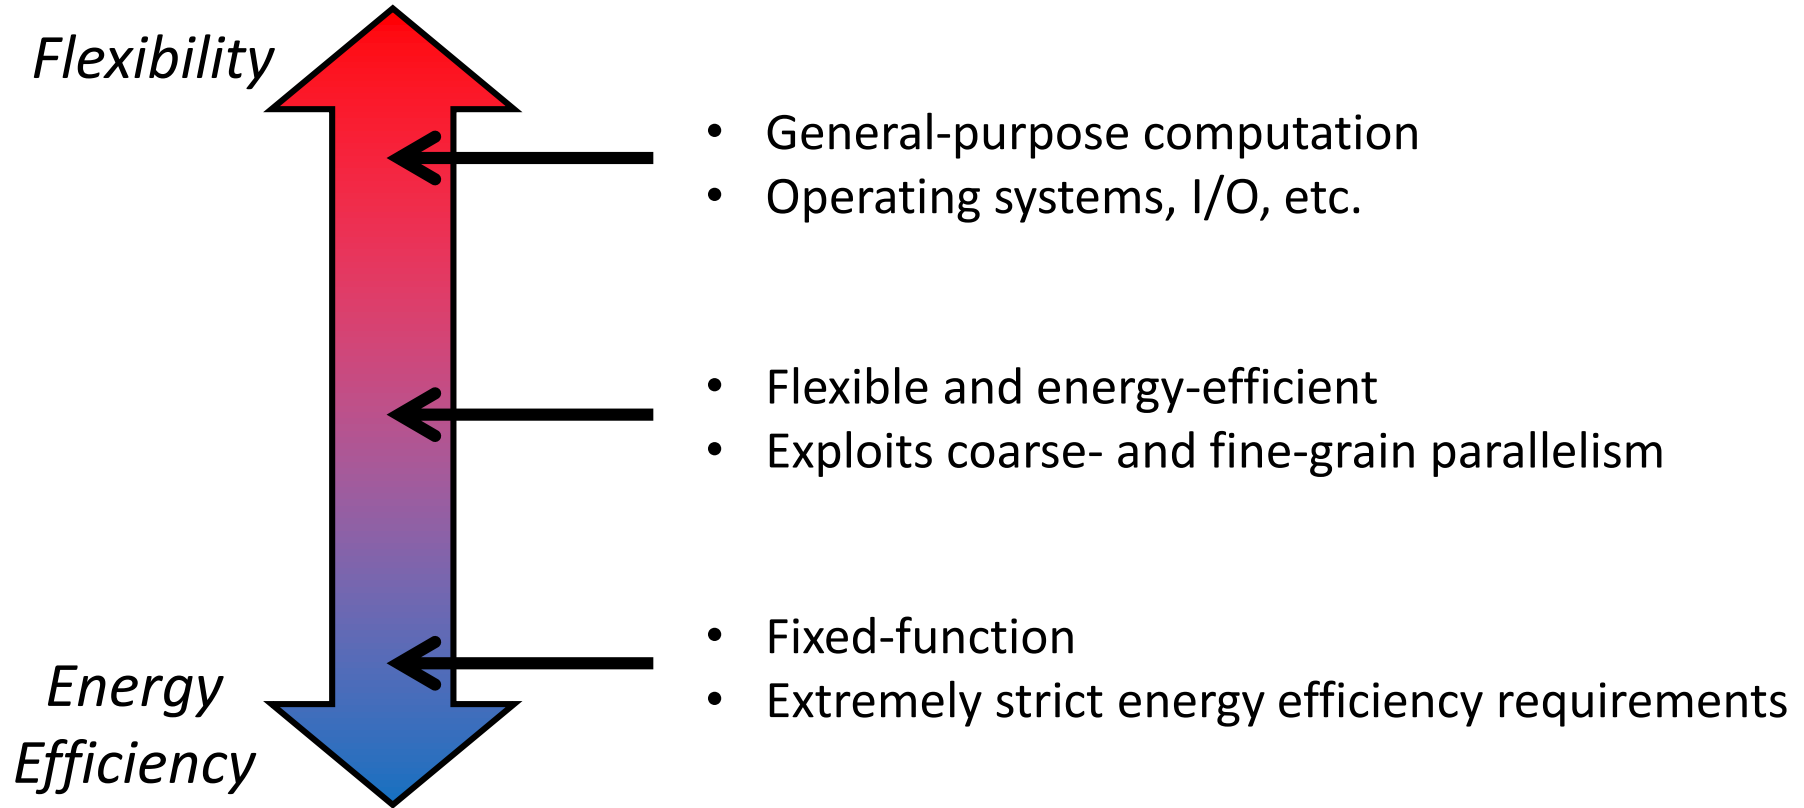 Flexibility
• General-purpose computation
• Operating systems, I/O, etc.
• Flexible and energy-efficient
• Exploits coarse- and fine-grain parallelism
• Fixed-function
• Extremely strict energy efficiency requirements
Energy
Efficiency